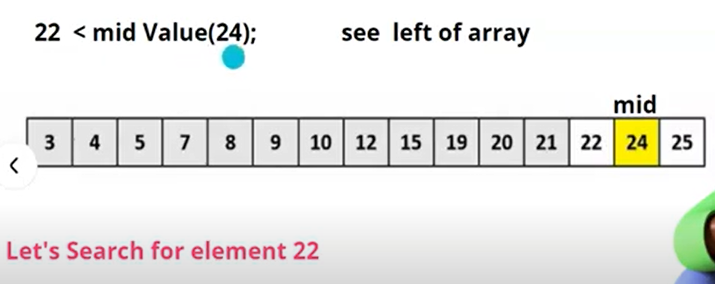 22 < mid Value(24); see left of array
mid
3 4 5 7 8 9 10 12 15 19 20 21 22 24 25
Let's Search for element 22